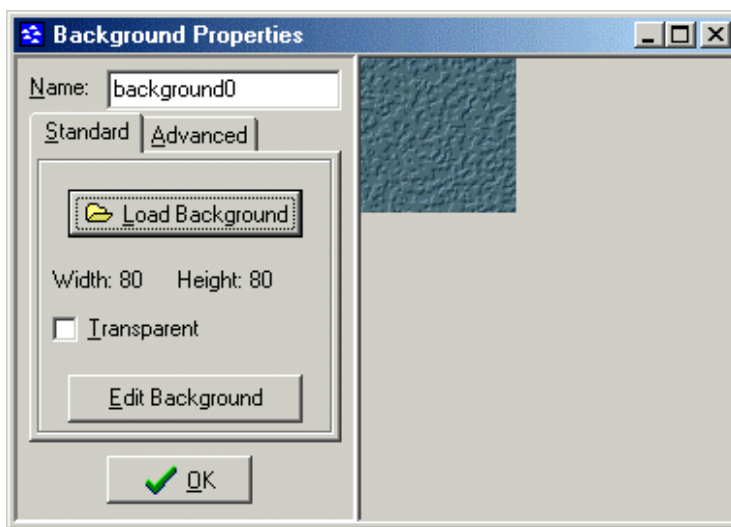 Background Properties
Name: background0
Standard Advanced
Load Background
Width: 80 Height: 80
Transparent
Edit Background
OK